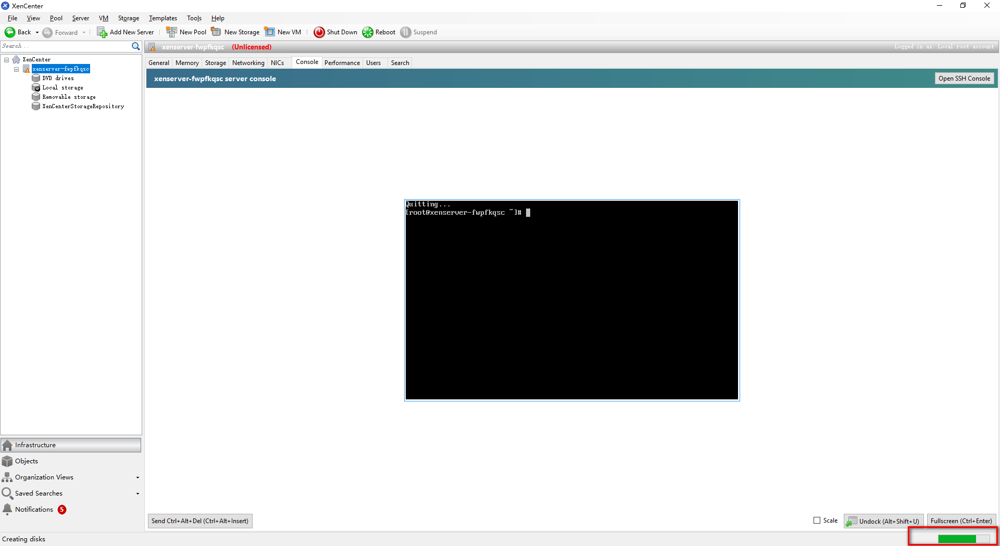 XenCenter
File View Pool Server VM Storage Templates Tools Help
Back Forward Add New Server New Pool New Storage New VM Shut Down Reboot Suspend
Search...
xenserver-fwpfkqsc (Unlicensed)
Logged in as: Local root account
XenCenter
xenserver-fwpfkqsc
DVD drives
Local storage
Removable storage
XenCenterStorageRepository
General Memory Storage Networking NICs Console Performance Users Search
xenserver-fwpfkqsc server console
Open SSH Console
Quitting...
[root@xenserver-fwpfkqsc ~]#
Infrastructure
Objects
Organization Views
Saved Searches
Notifications 5
Send Ctrl+Alt+Del (Ctrl+Alt+Insert)
Scale
Undock (Alt+Shift+U)
Fullscreen (Ctrl+Enter)
Creating disks